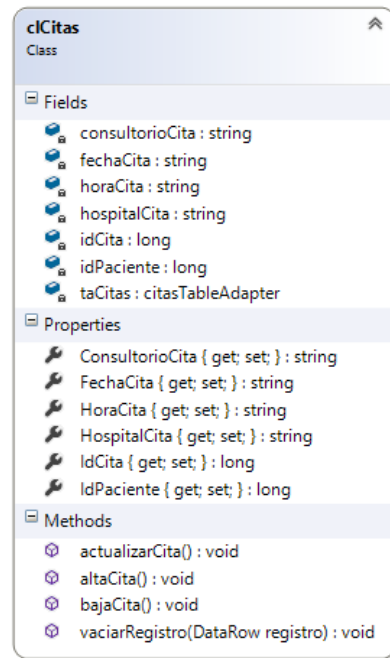 clCitas
Class
Fields
consultorioCita : string
fechaCita : string
horaCita : string
hospitalCita : string
idCita : long
idPaciente : long
taCitas : citasTableAdapter
Properties
ConsultorioCita { get; set; } : string
FechaCita { get; set; } : string
HoraCita { get; set; } : string
HospitalCita { get; set; } : string
IdCita { get; set; } : long
IdPaciente { get; set; } : long
Methods
actualizarCita() : void
altaCita() : void
bajaCita() : void
vaciarRegistro(DataRow registro) : void